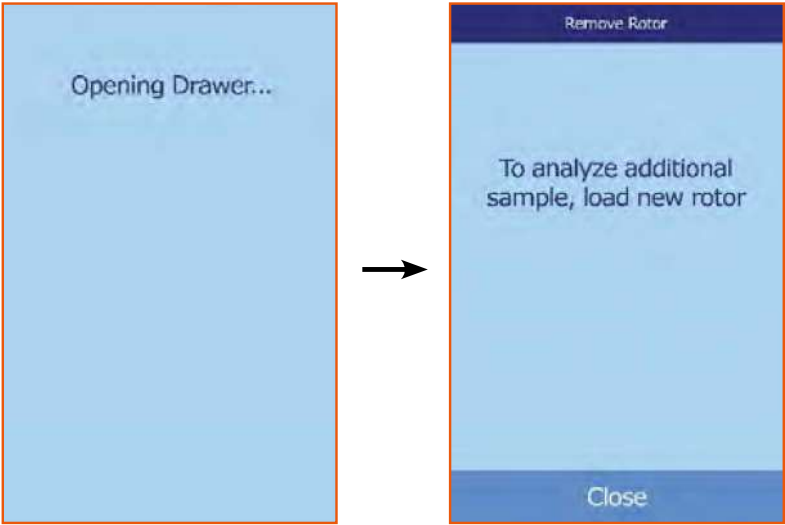 Opening Drawer...
Remove Rotor
To analyze additional
sample, load new rotor
Close